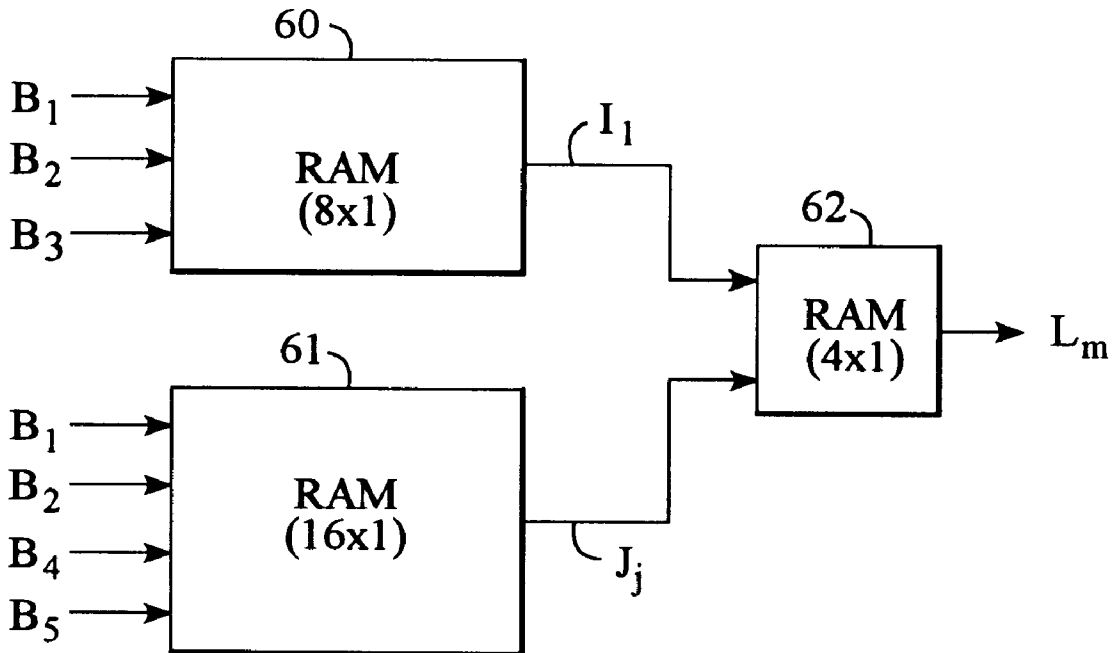 60
B₁
B₂
B₃
RAM
(8x1)
I₁
62
RAM
(4x1)
Lₘ
61
B₁
B₂
B₄
B₅
RAM
(16x1)
Jⱼ